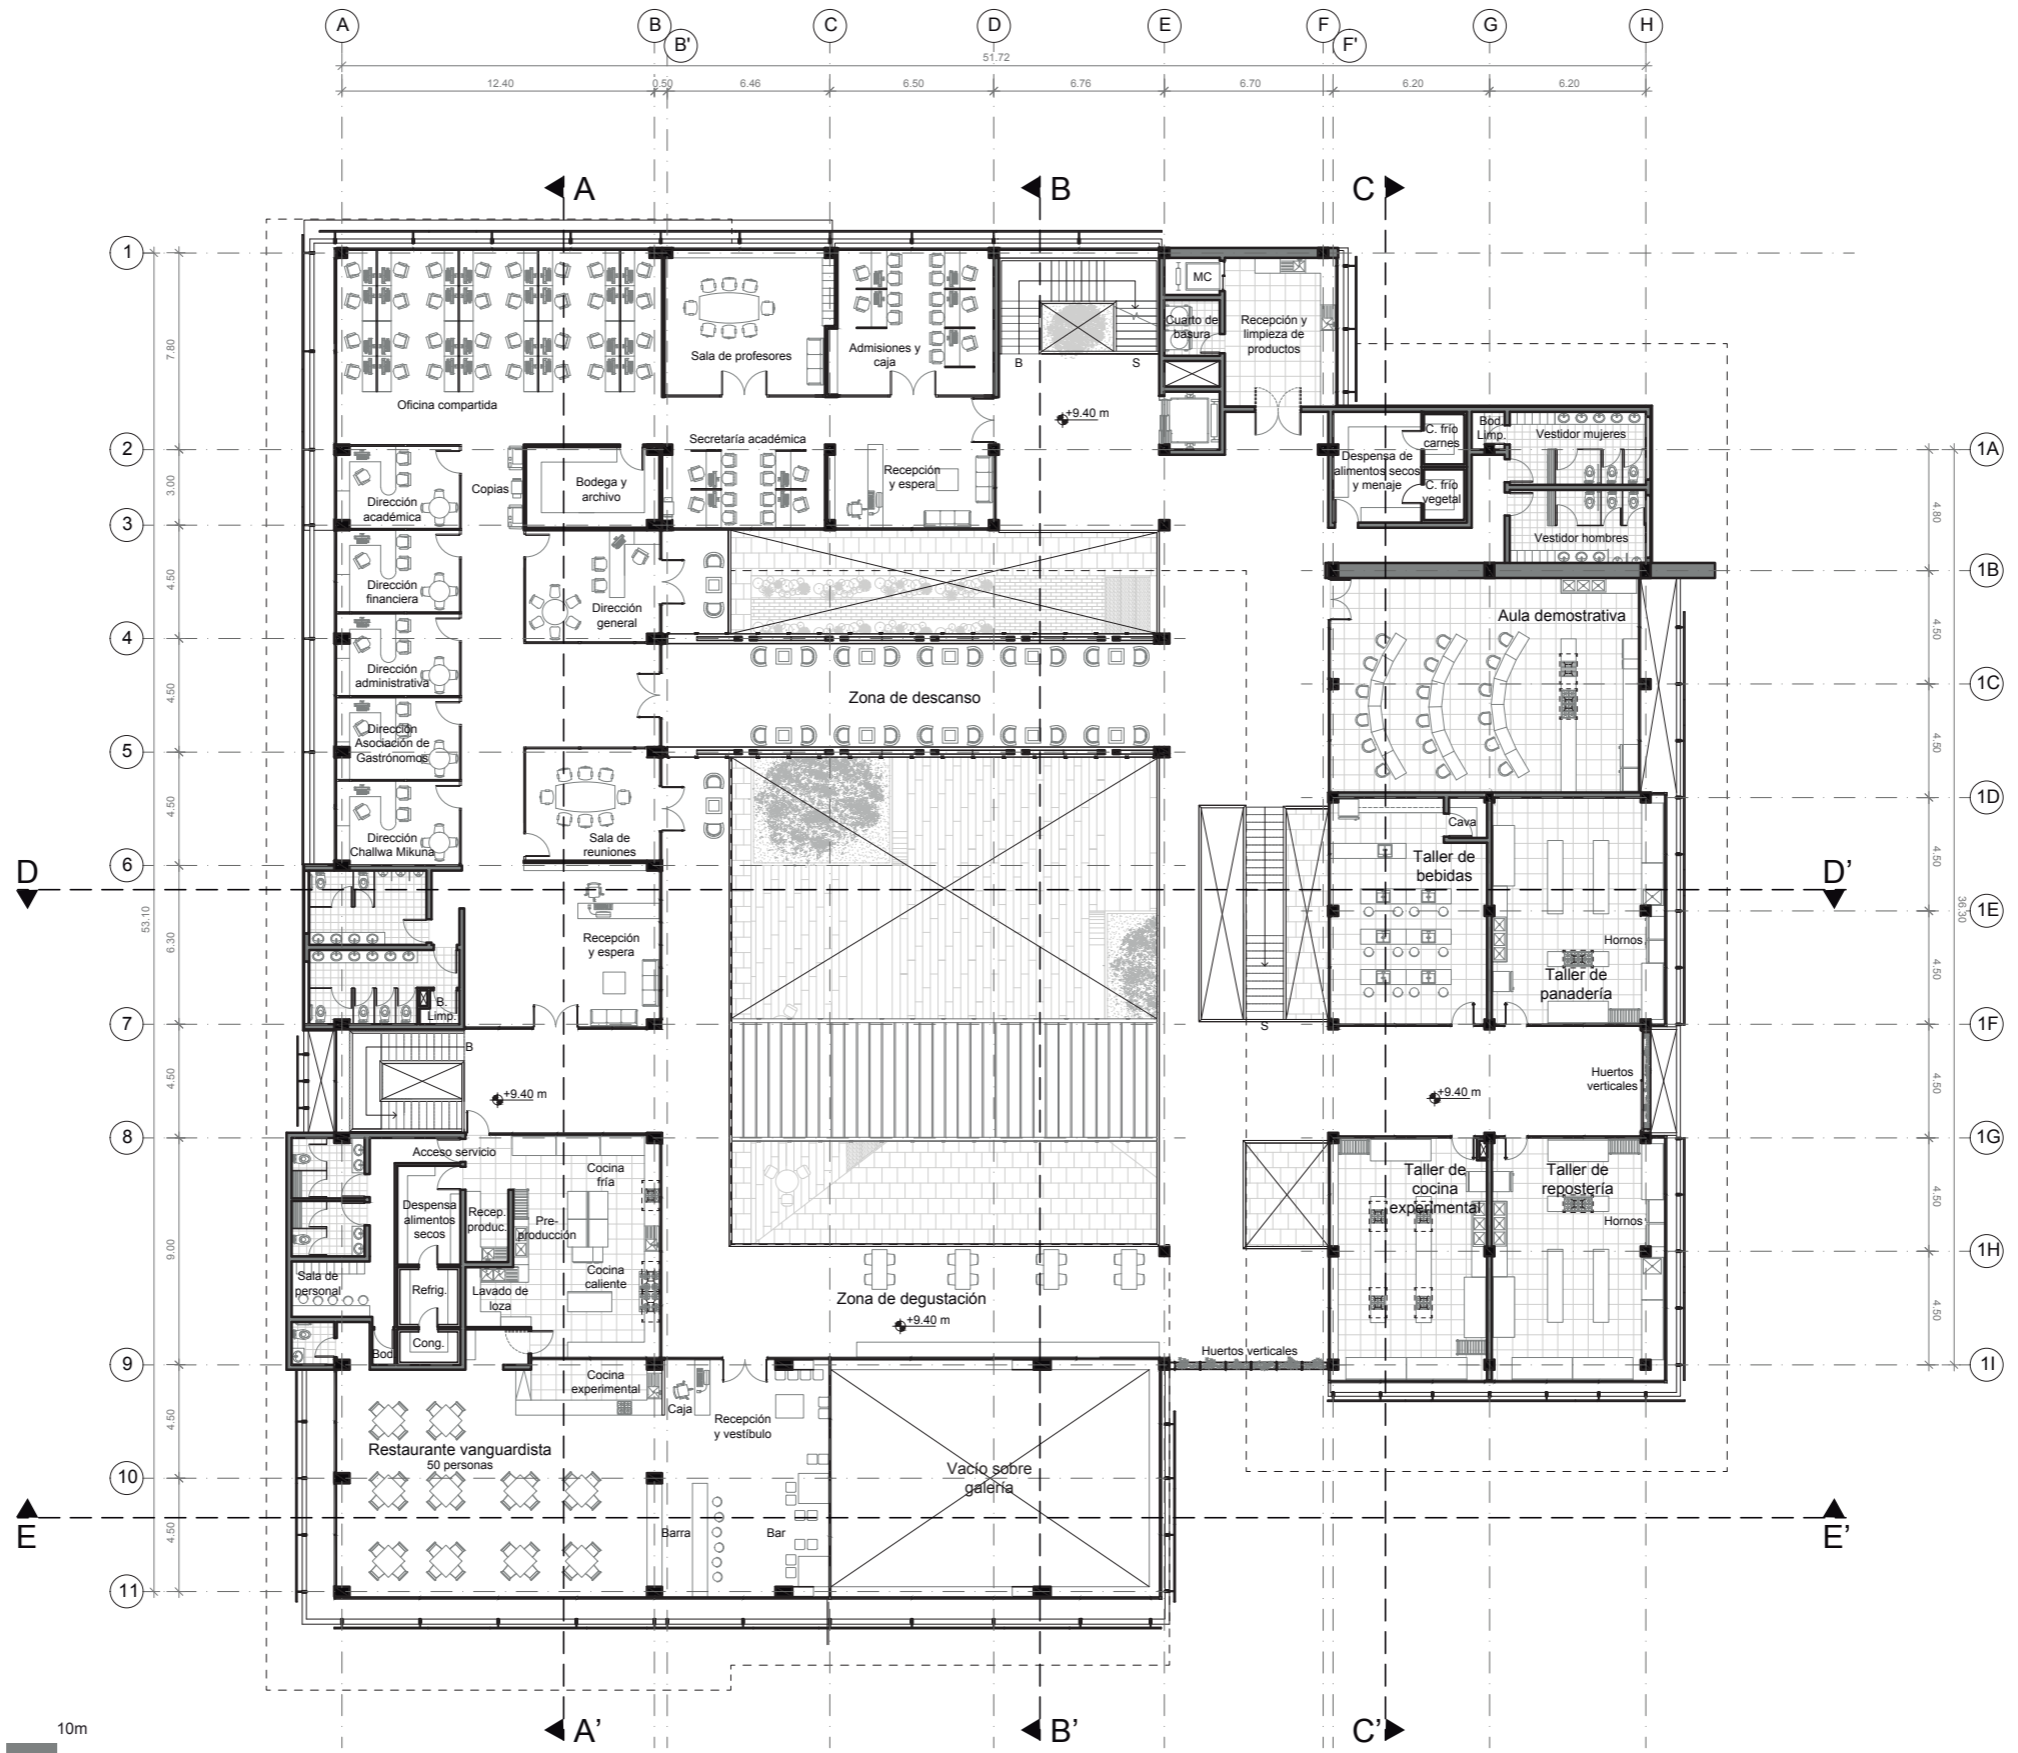 A
B
B'
C
D
E
F
F'
G
H
51.72
12.40
0.50
6.46
6.50
6.76
6.70
6.20
6.20
A
B
C
1
MC
Cuarto de
basura
Recepción y
limpieza de
productos
7.80
Sala de profesores
Admisiones y
caja
B
S
Oficina compartida
+9.40 m
Secretaría académica
C. frío
carnes
Bod.
Limp.
Vestidor mujeres
2
1A
Copias
Bodega y
archivo
Recepción
y espera
Despensa de
alimentos secos
y menaje
C. frío
vegetal
3.00
Dirección
académica
3
4.80
Vestidor hombres
1B
4.50
Dirección
financiera
Dirección
general
Aula demostrativa
4
4.50
Dirección
administrativa
4.50
Zona de descanso
1C
Dirección
Asociación de
Gastrónomos
5
4.50
1D
4.50
Sala de
reuniones
Dirección
Challwa Mikuna
Cava
Taller de
bebidas
4.50
D
6
D'
53.10
36.30
6.30
Recepción
y espera
1E
Hornos
Taller de
panadería
4.50
B.
Limp.
7
S
1F
B
4.50
+9.40 m
Huertos
verticales
+9.40 m
4.50
8
1G
Acceso servicio
Cocina
fría
Taller de
cocina
experimental
Taller de
repostería
4.50
Despensa
alimentos
secos
Recep.
produc.
Pre-
producción
Hornos
9.00
1H
Sala de
personal
Refrig.
Lavado de
loza
Cocina
caliente
Zona de degustación
+9.40 m
4.50
Bod.
Cong.
Huertos verticales
9
1I
Cocina
experimental
Caja
Recepción
y vestíbulo
4.50
Restaurante vanguardista
50 personas
Vacío sobre
galería
10
E
E'
4.50
Barra
Bar
11
10m
A'
B'
C'